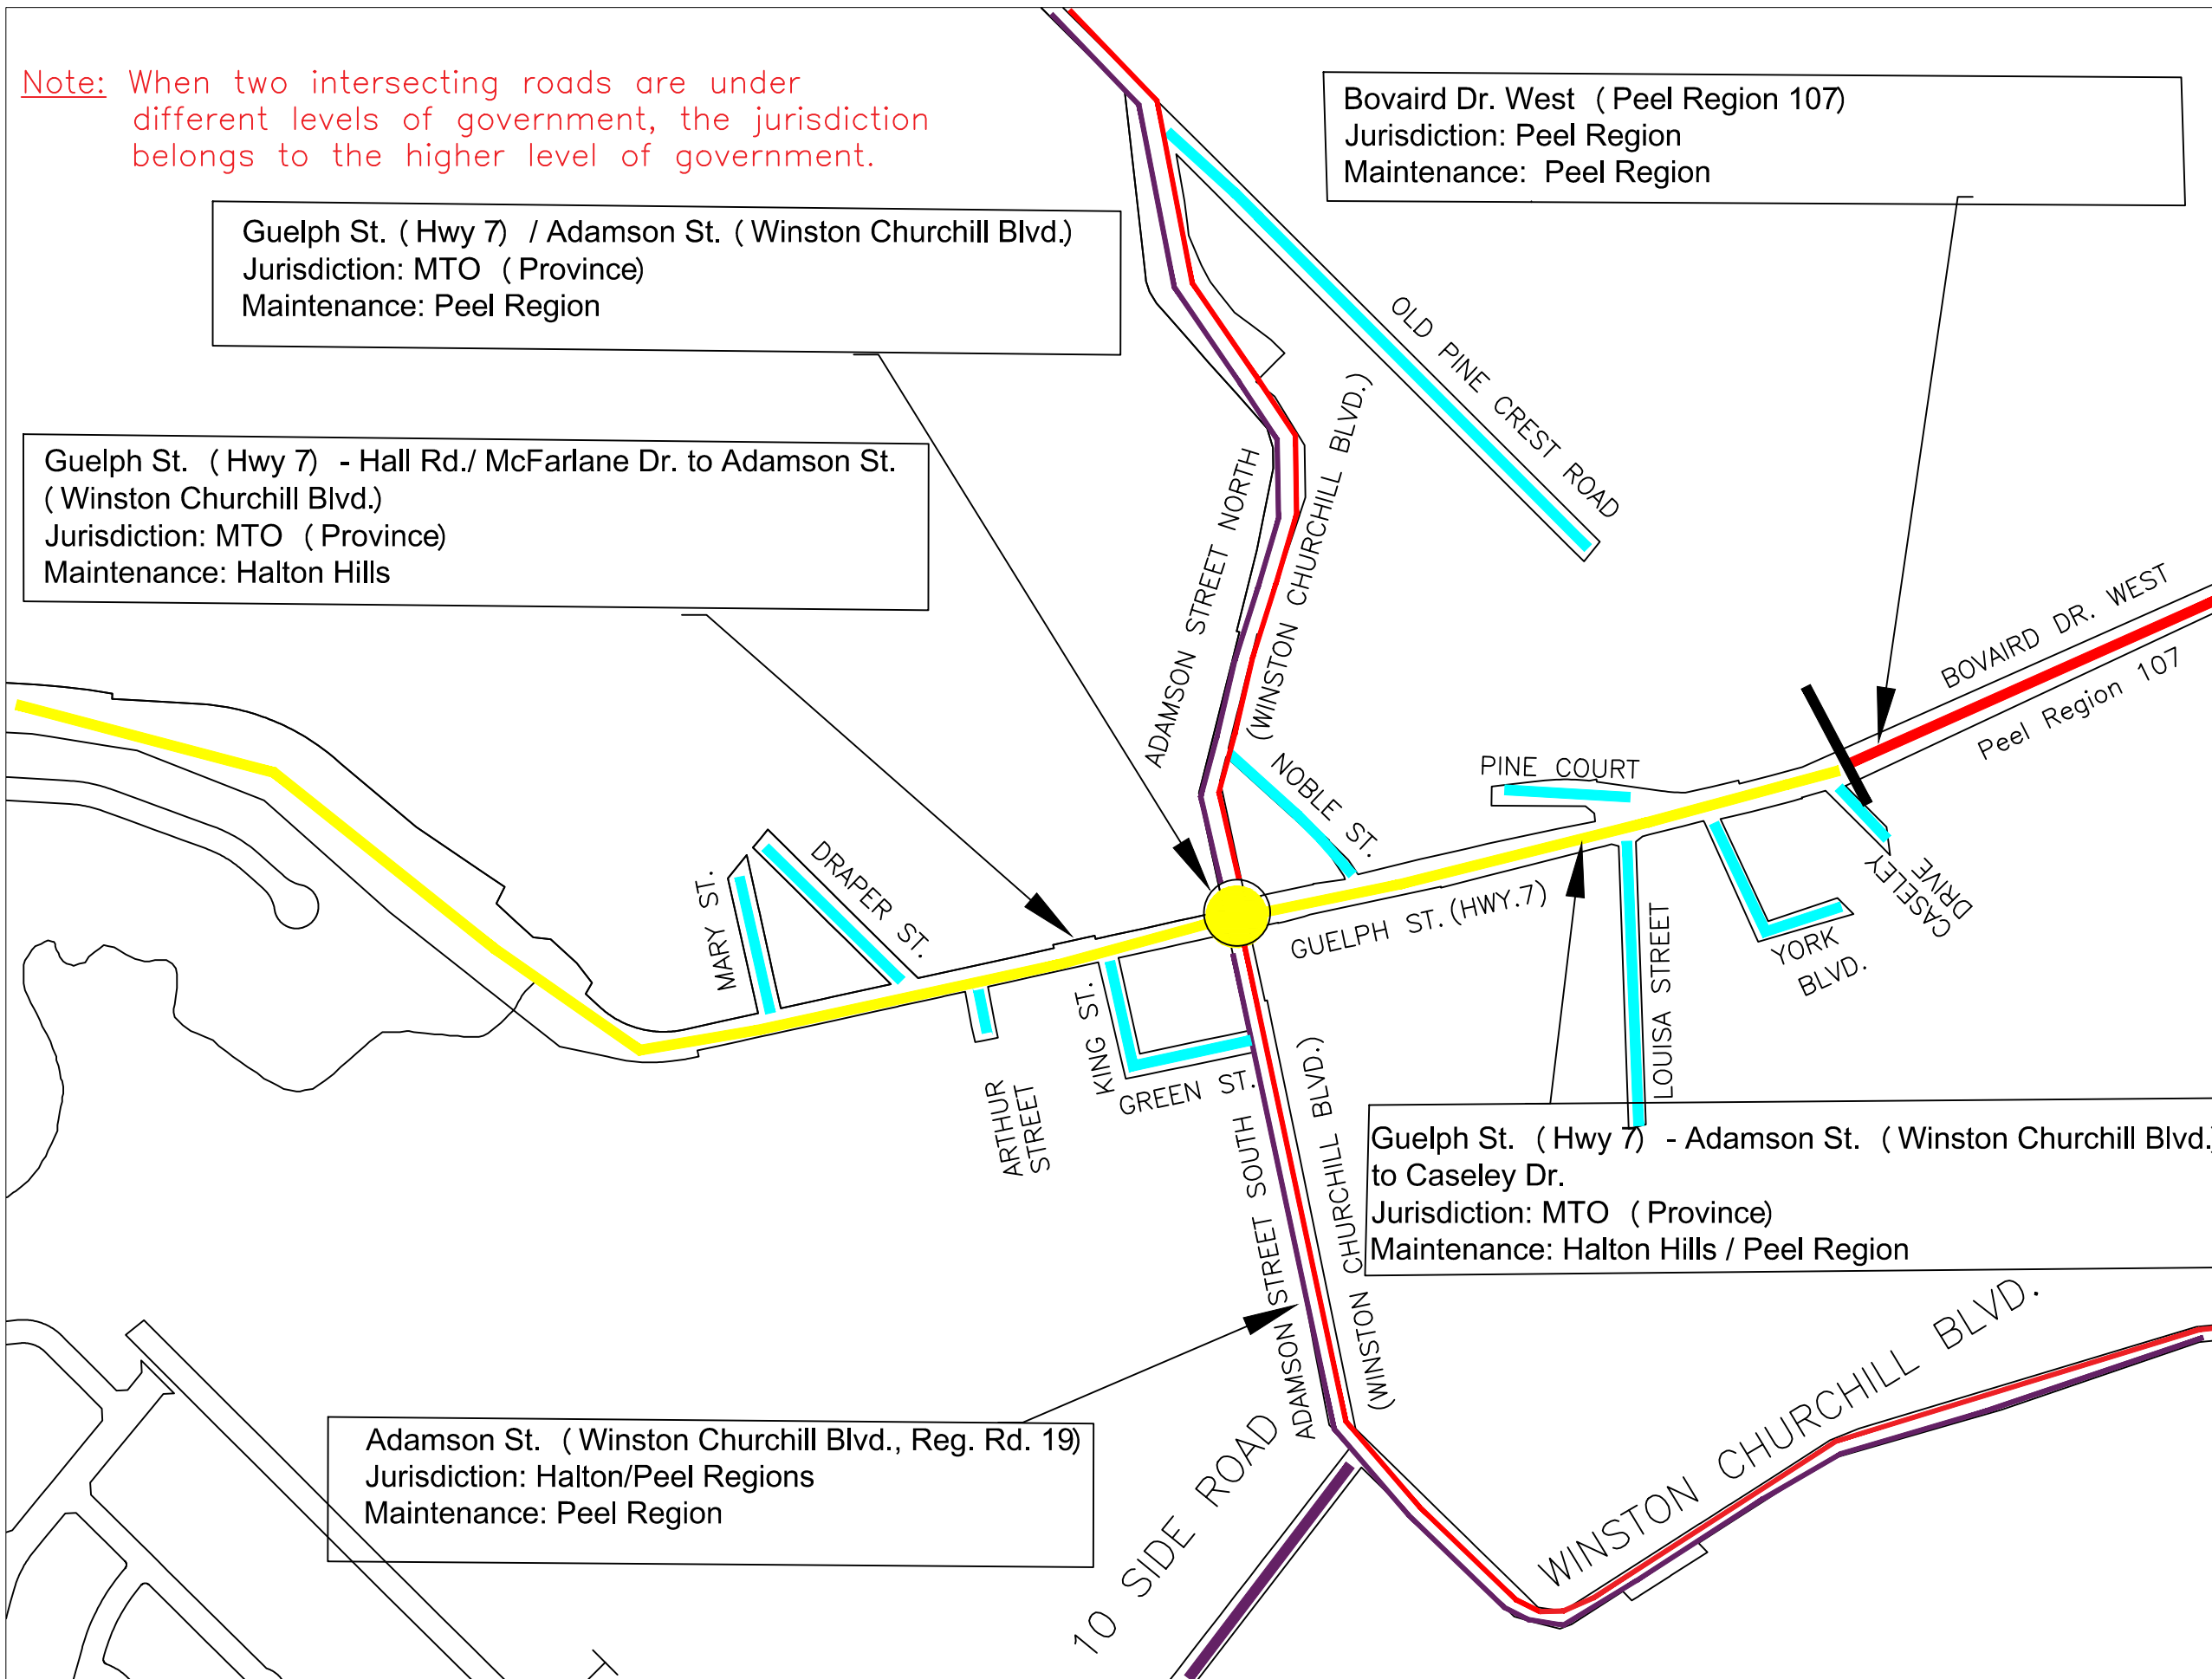 Note: When two intersecting roads are under
different levels of government, the jurisdiction
belongs to the higher level of government.
Bovaird Dr. West (Peel Region 107)
Jurisdiction: Peel Region
Maintenance: Peel Region
Guelph St. (Hwy 7) / Adamson St. (Winston Churchill Blvd.)
Jurisdiction: MTO (Province)
Maintenance: Peel Region
Guelph St. (Hwy 7) - Hall Rd./ McFarlane Dr. to Adamson St.
(Winston Churchill Blvd.)
Jurisdiction: MTO (Province)
Maintenance: Halton Hills
OLD PINE CREST ROAD
ADAMSON STREET NORTH
(WINSTON CHURCHILL BLVD.)
BOVAIRD DR. WEST
Peel Region 107
NOBLE ST.
PINE COURT
MARY ST.
DRAPER ST.
GUELPH ST. (HWY.7)
CASELEY
DRIVE
YORK
BLVD.
LOUISA STREET
KING ST.
GREEN ST.
ARTHUR
STREET
ADAMSON STREET SOUTH
(WINSTON CHURCHILL BLVD.)
Guelph St. (Hwy 7) - Adamson St. (Winston Churchill Blvd.)
to Caseley Dr.
Jurisdiction: MTO (Province)
Maintenance: Halton Hills / Peel Region
Adamson St. (Winston Churchill Blvd., Reg. Rd. 19)
Jurisdiction: Halton/Peel Regions
Maintenance: Peel Region
10 SIDE ROAD
WINSTON CHURCHILL BLVD.